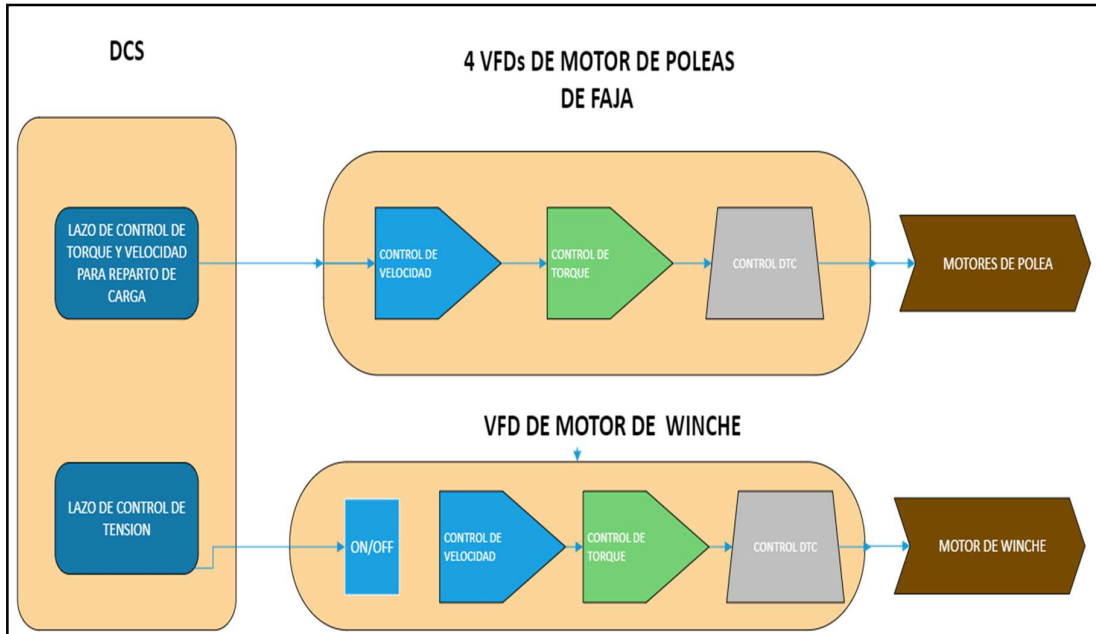 DCS
4 VFDs DE MOTOR DE POLEAS
DE FAJA
LAZO DE CONTROL DE
TORQUE Y VELOCIDAD
PARA REPARTO DE
CARGA
CONTROL DE
VELOCIDAD
CONTROL DE
TORQUE
CONTROL DTC
MOTORES DE POLEA
VFD DE MOTOR DE WINCHE
LAZO DE CONTROL DE
TENSION
ON/OFF
CONTROL DE
VELOCIDAD
CONTROL DE
TORQUE
CONTROL DTC
MOTOR DE WINCHE